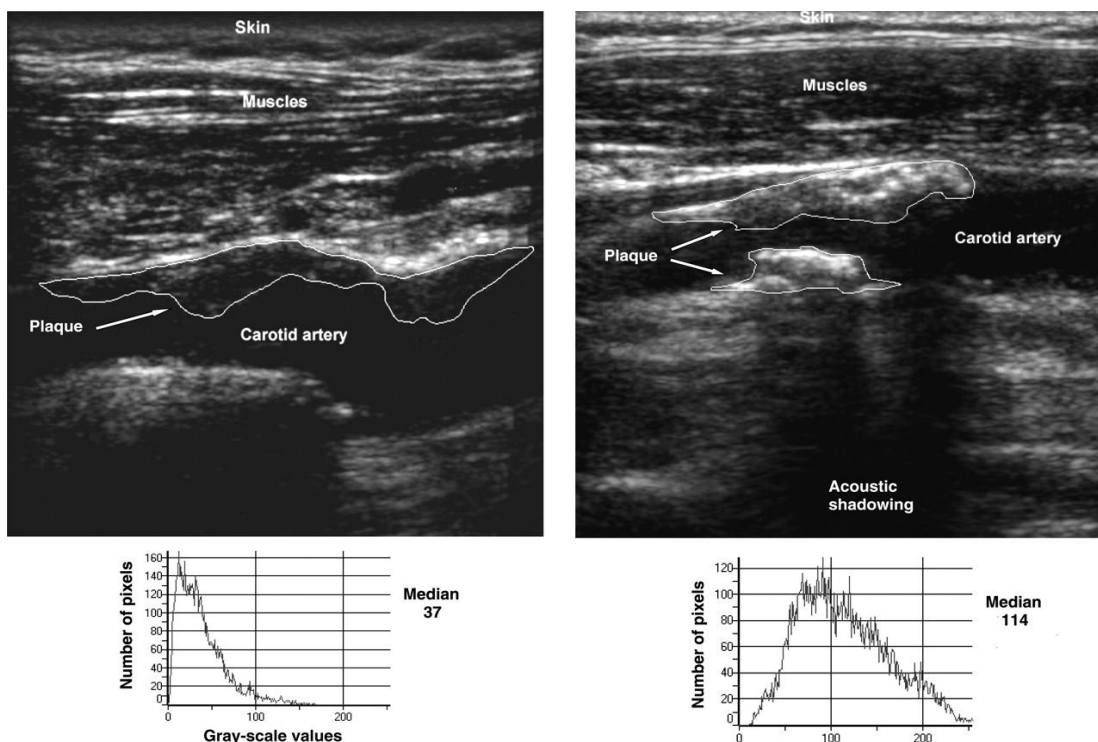 Skin
Muscles
Plaque
Carotid artery
Number of pixels
160
140
120
100
80
60
40
20
0
0
100
200
Gray-scale values
Median
37
Skin
Muscles
Plaque
Carotid artery
Acoustic
shadowing
Number of pixels
120
100
80
60
40
20
0
0
100
200
Median
114